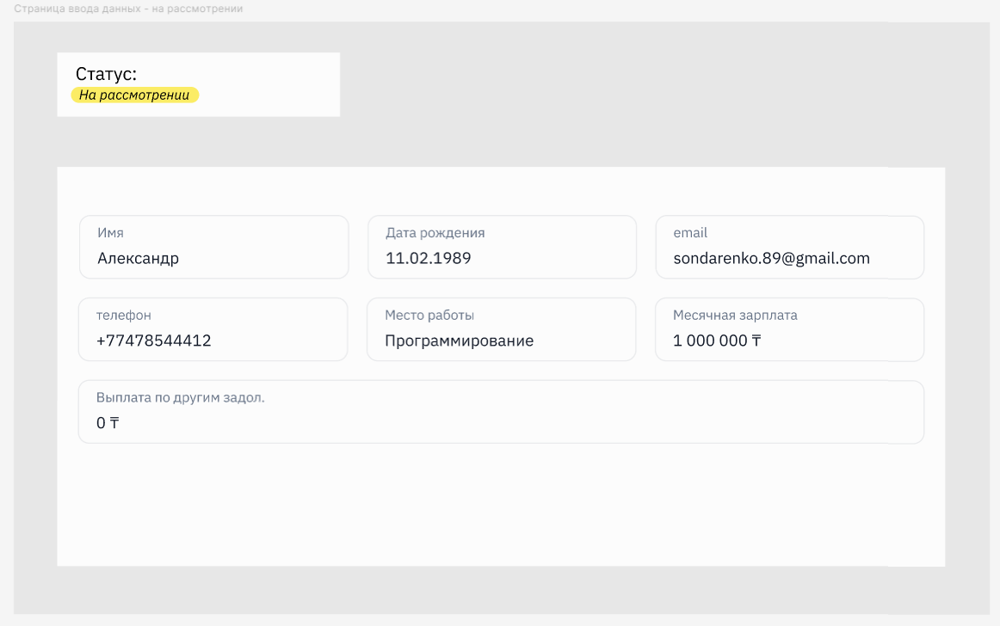 Страница ввода данных - на рассмотрении
Статус:
На рассмотрении
Имя
Александр
Дата рождения
11.02.1989
email
sondarenko.89@gmail.com
телефон
+77478544412
Место работы
Программирование
Месячная зарплата
1 000 000 ₸
Выплата по другим задол.
0 ₸